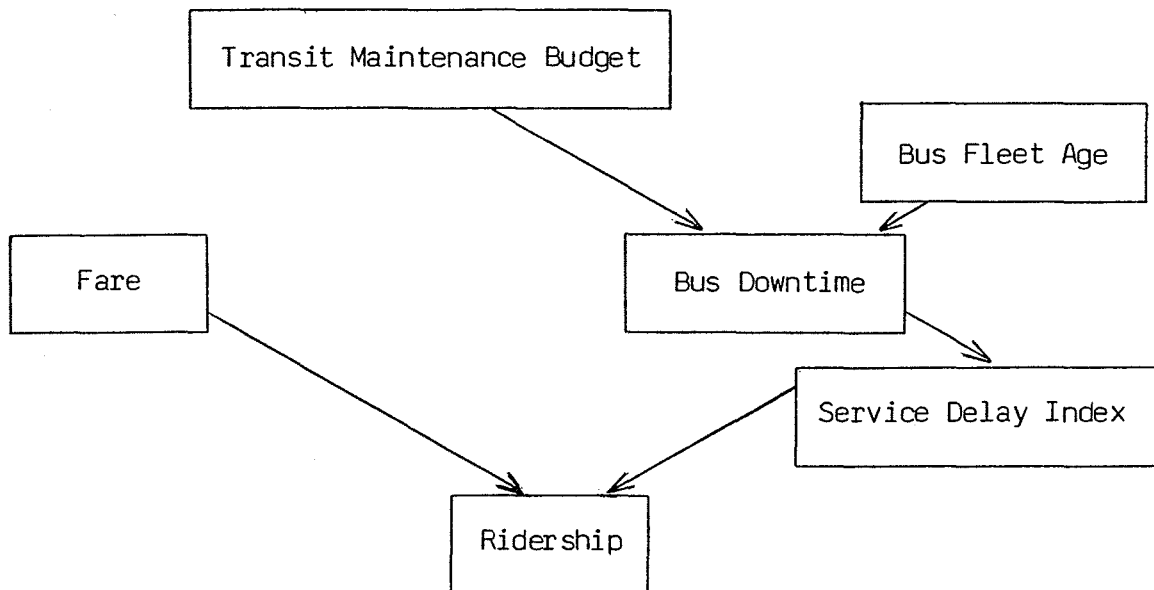 Transit Maintenance Budget
Bus Fleet Age
Fare
Bus Downtime
Service Delay Index
Ridership